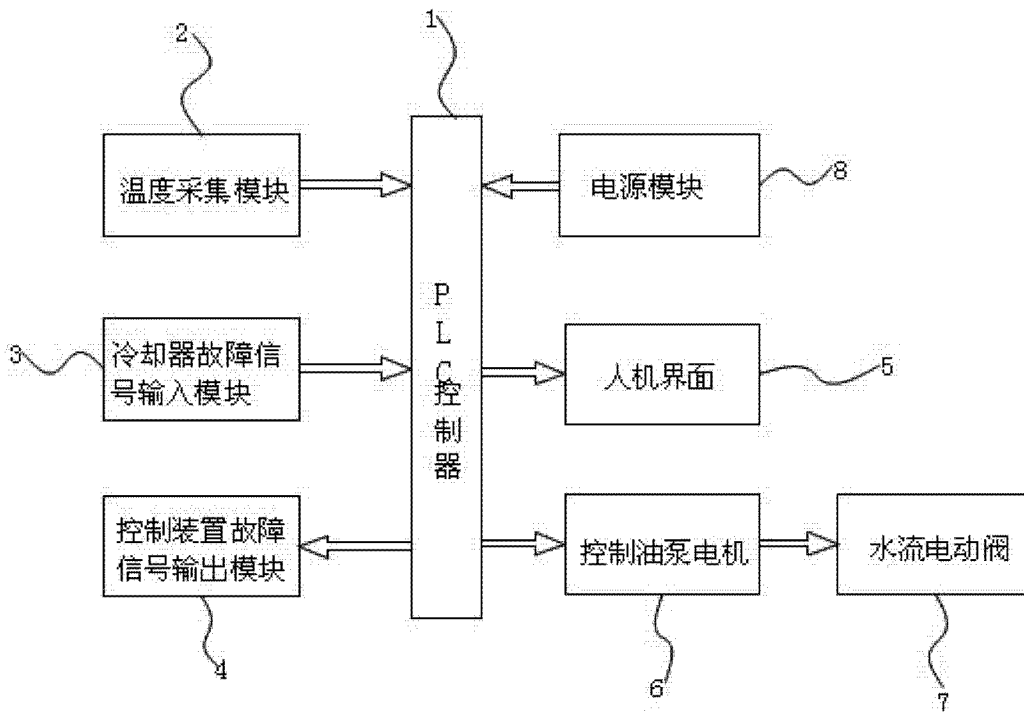 2
1
温度采集模块
电源模块
8
PLC控制器
3
冷却器故障信
号输入模块
人机界面
5
控制装置故障
信号输出模块
控制油泵电机
水流电动阀
4
6
7